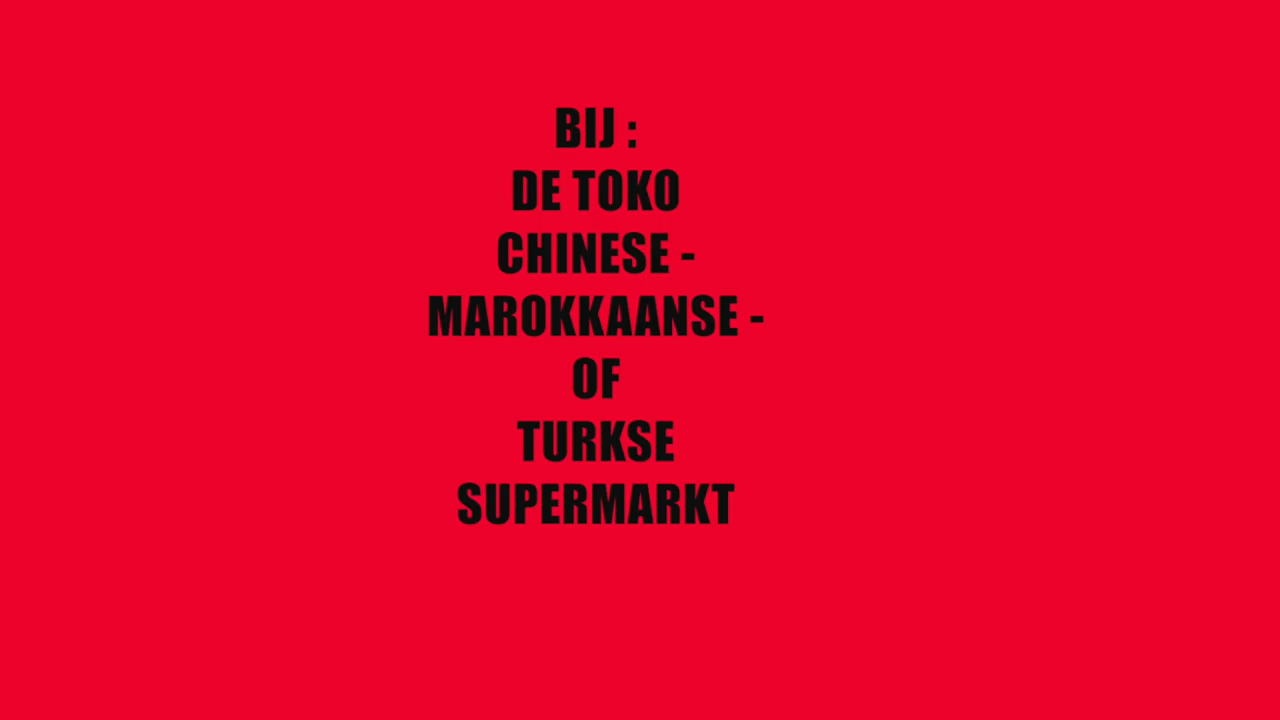 BIJ :
DE TOKO
CHINESE -
MAROKKAANSE -
OF
TURKSE
SUPERMARKT